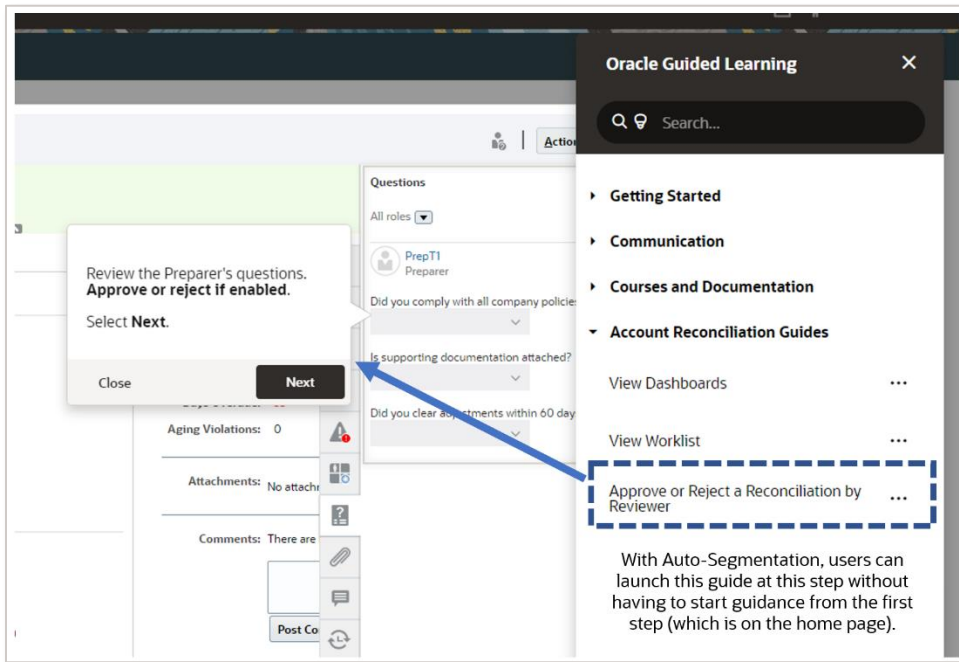 Oracle Guided Learning
Search...
Actio
Questions
All roles
PrepT1
Preparer
Did you comply with all company policie
Is supporting documentation attached?
Did you clear adjustments within 60 day
Review the Preparer's questions.
Approve or reject if enabled.
Select Next.
Close
Next
Aging Violations: 0
Attachments: No attachm
Comments: There are
Post Co
Getting Started
Communication
Courses and Documentation
Account Reconciliation Guides
View Dashboards
View Worklist
Approve or Reject a Reconciliation by
Reviewer
With Auto-Segmentation, users can
launch this guide at this step without
having to start guidance from the first
step (which is on the home page).